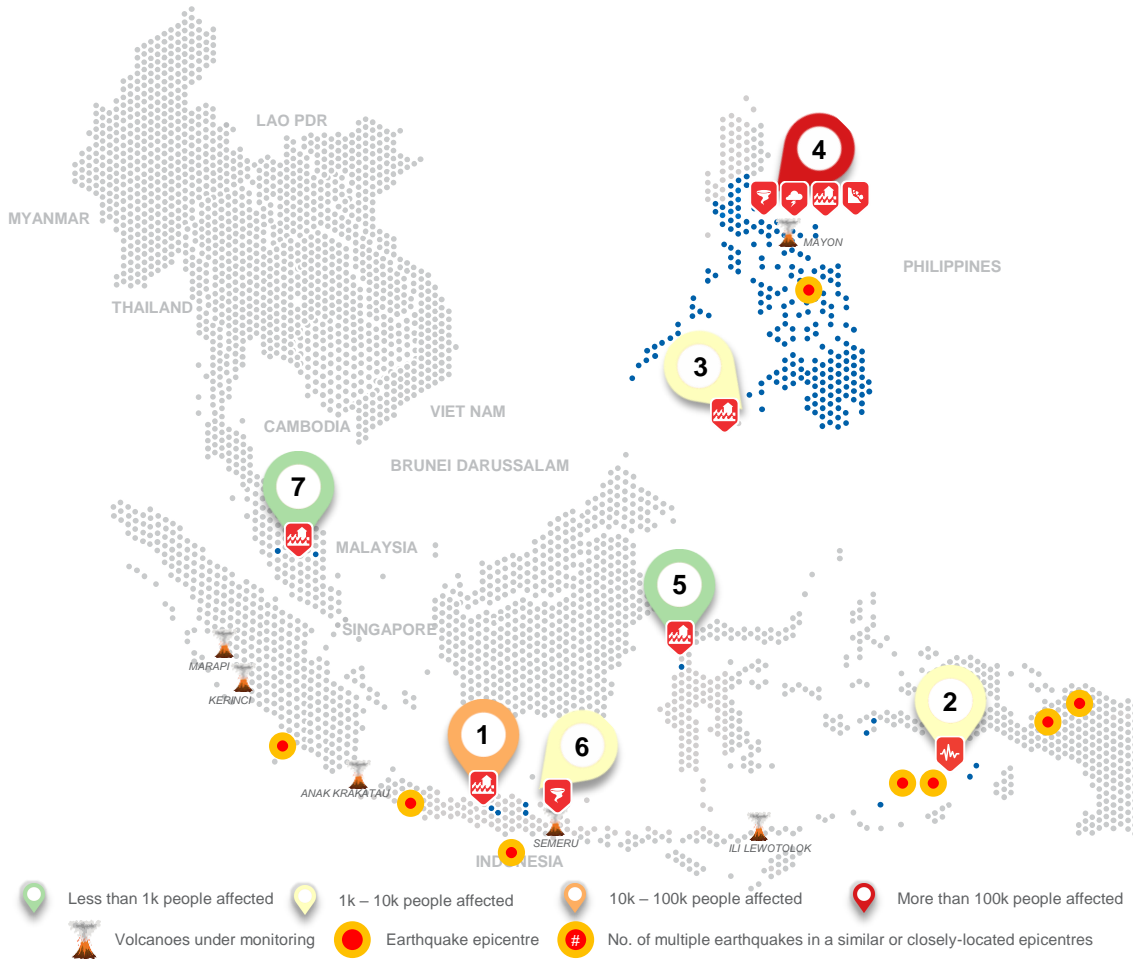 LAO PDR
4
MYANMAR
MAYON
PHILIPPINES
THAILAND
3
VIET NAM
CAMBODIA
BRUNEI DARUSSALAM
7
MALAYSIA
5
SINGAPORE
MARAPI
KERINCI
2
1
6
ANAK KRAKATAU
SEMERU
ILI LEWOTOLOK
INDONESIA
Less than 1k people affected
1k – 10k people affected
10k – 100k people affected
More than 100k people affected
Volcanoes under monitoring
Earthquake epicentre
#
No. of multiple earthquakes in a similar or closely-located epicentres